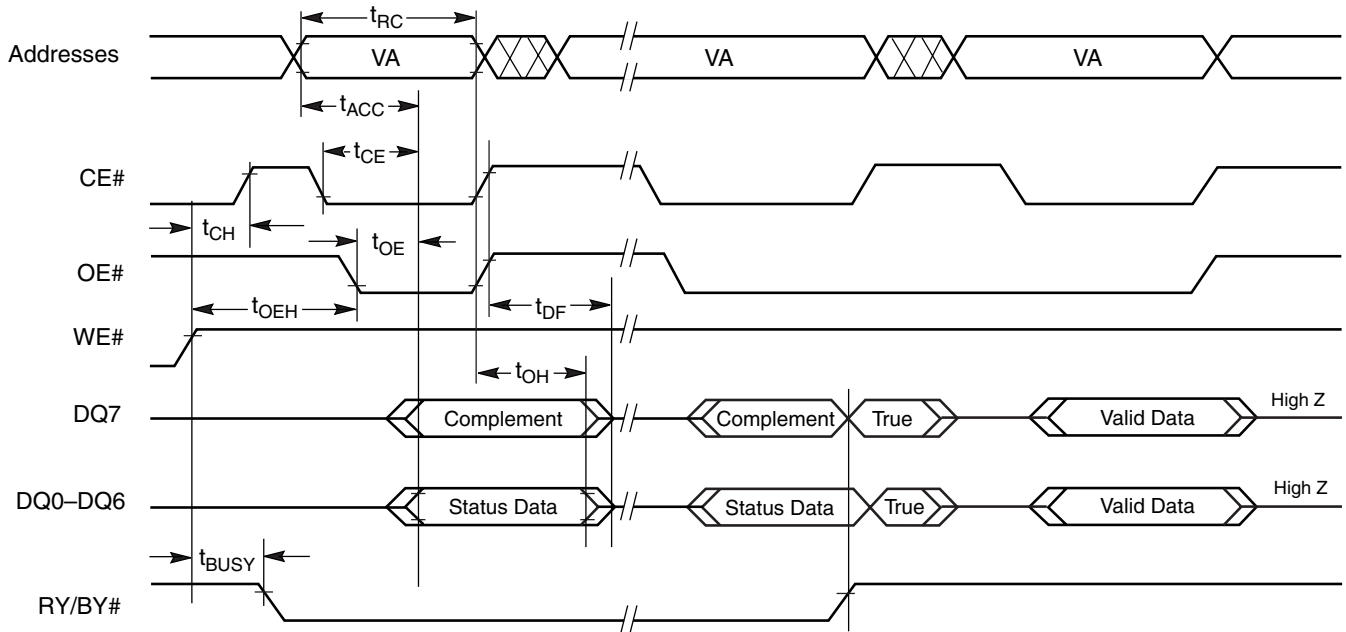 tRC
Addresses VA VA VA
tACC
tCE
CE#
tCH tOE
OE#
tOEH tDF
WE#
tOH
DQ7 Complement Complement True Valid Data High Z
DQ0–DQ6 Status Data Status Data True Valid Data High Z
tBUSY
RY/BY#